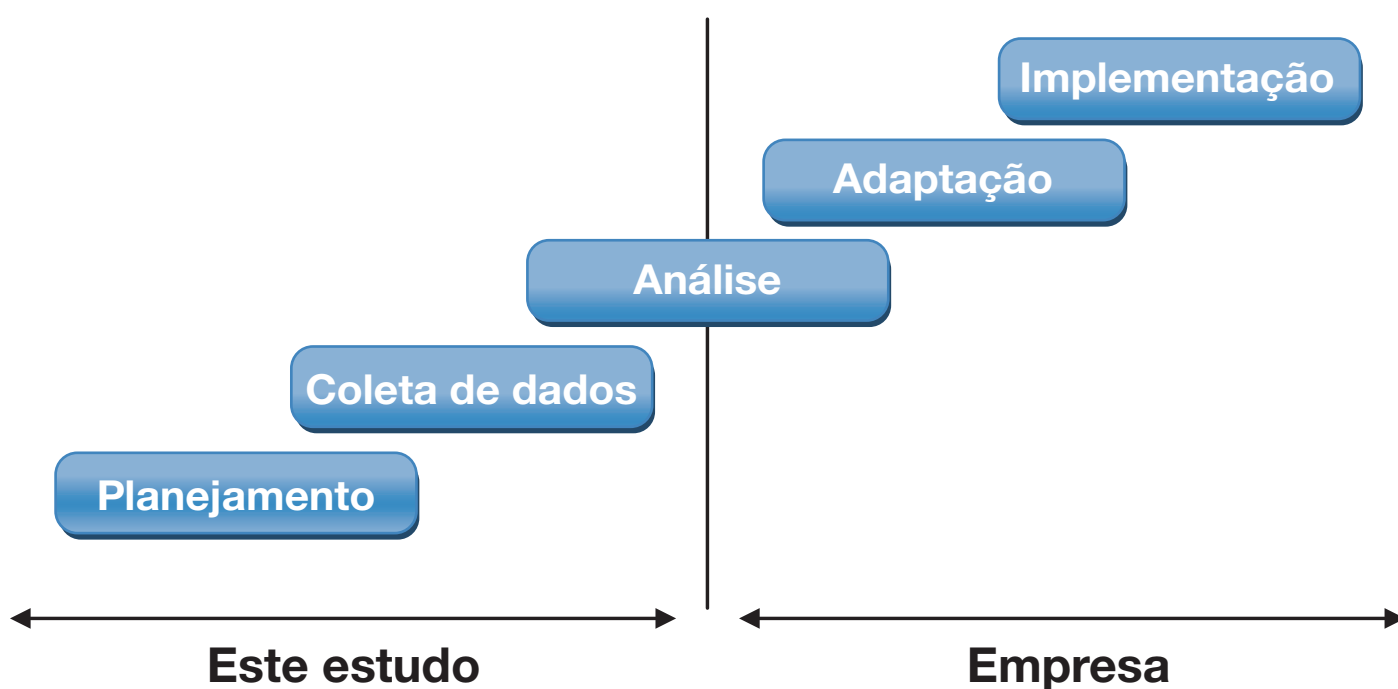 Implementação
Adaptação
Análise
Coleta de dados
Planejamento
Este estudo
Empresa